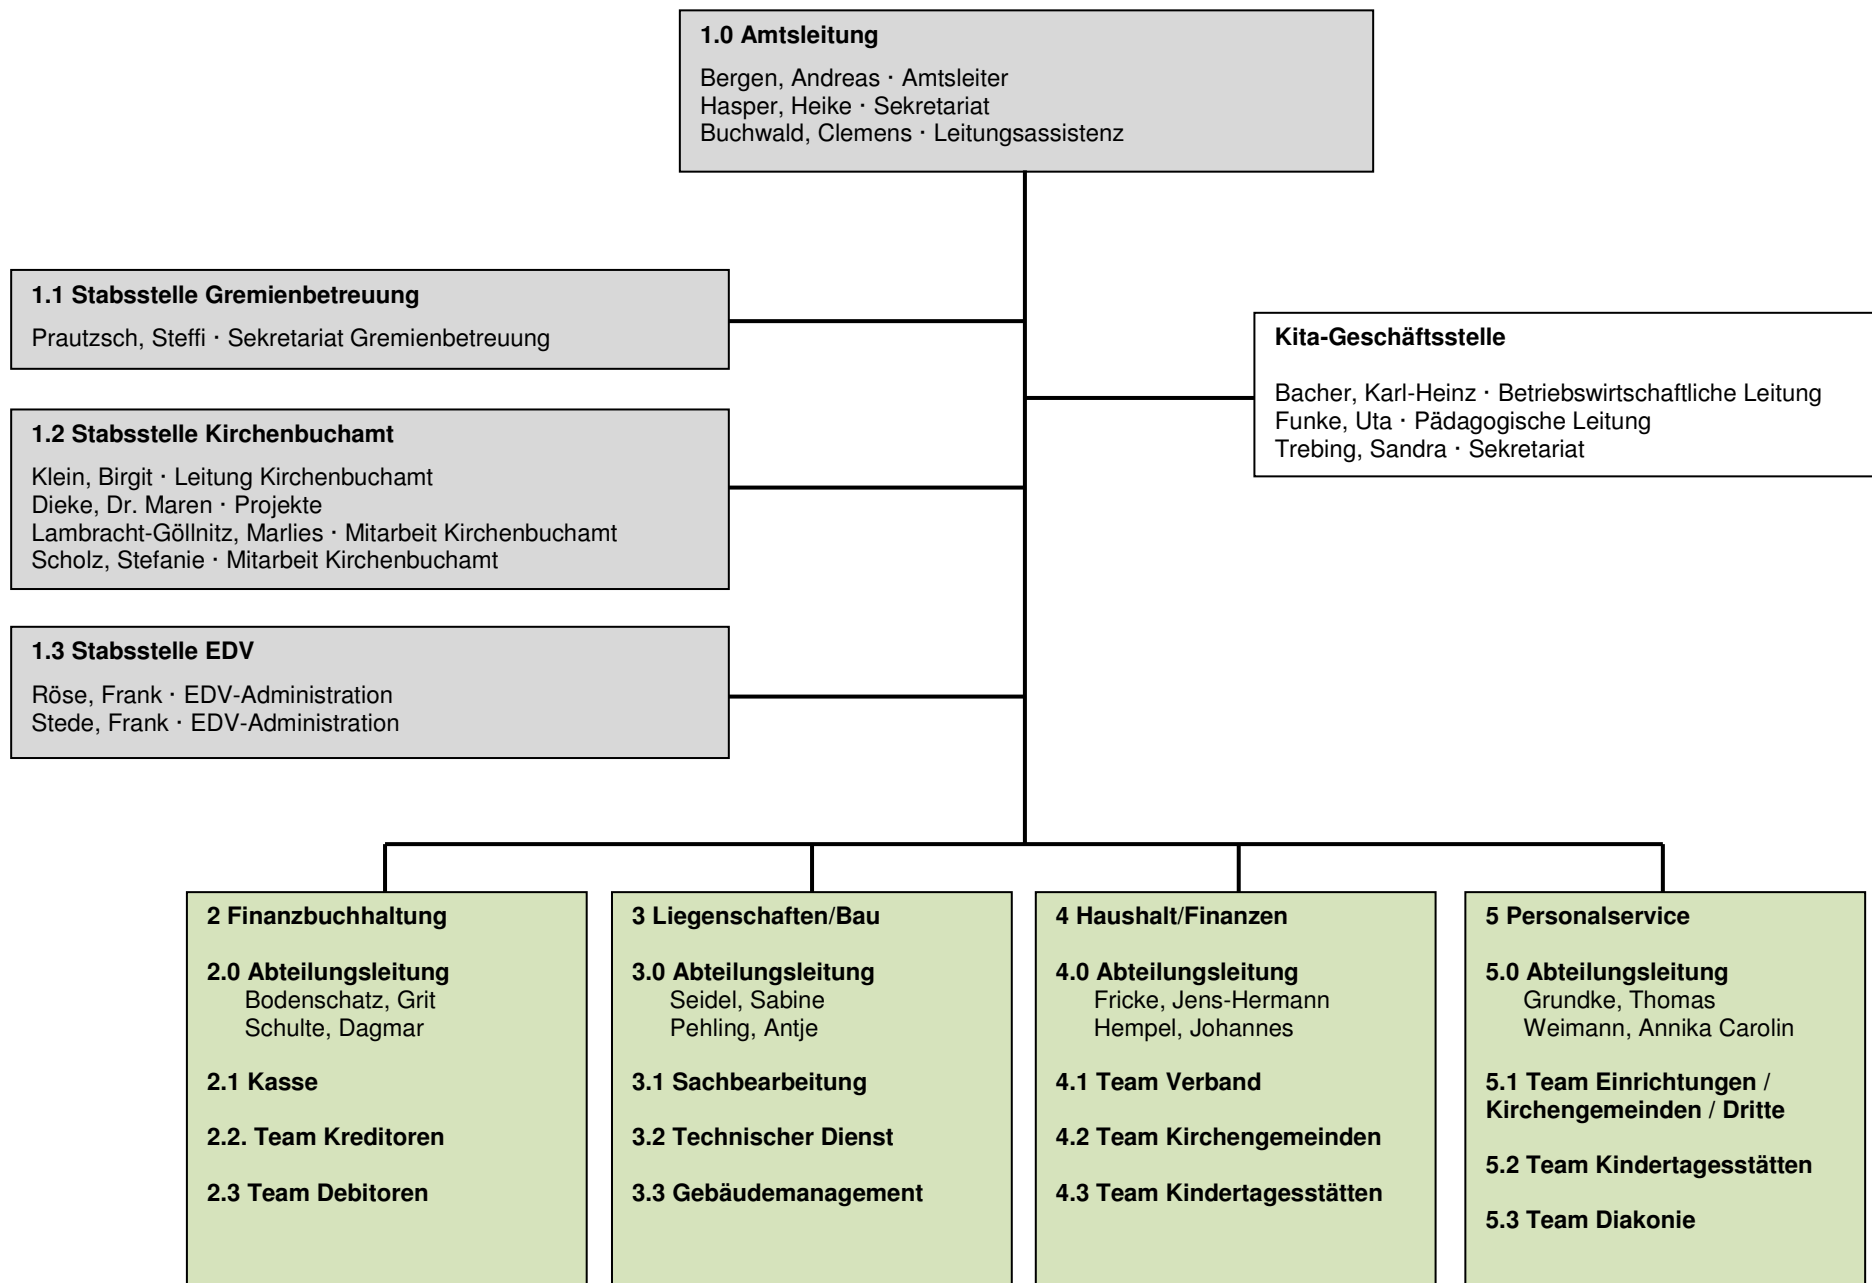 1.0 Amtsleitung
Bergen, Andreas · Amtsleiter
Hasper, Heike · Sekretariat
Buchwald, Clemens · Leitungsassistenz
1.1 Stabsstelle Gremienbetreuung
Prautzsch, Steffi · Sekretariat Gremienbetreuung
Kita-Geschäftsstelle
Bacher, Karl-Heinz · Betriebswirtschaftliche Leitung
Funke, Uta · Pädagogische Leitung
Trebing, Sandra · Sekretariat
1.2 Stabsstelle Kirchenbuchamt
Klein, Birgit · Leitung Kirchenbuchamt
Dieke, Dr. Maren · Projekte
Lambracht-Göllnitz, Marlies · Mitarbeit Kirchenbuchamt
Scholz, Stefanie · Mitarbeit Kirchenbuchamt
1.3 Stabsstelle EDV
Röse, Frank · EDV-Administration
Stede, Frank · EDV-Administration
2 Finanzbuchhaltung
2.0 Abteilungsleitung
Bodenschatz, Grit
Schulte, Dagmar
2.1 Kasse
2.2. Team Kreditoren
2.3 Team Debitoren
3 Liegenschaften/Bau
3.0 Abteilungsleitung
Seidel, Sabine
Pehling, Antje
3.1 Sachbearbeitung
3.2 Technischer Dienst
3.3 Gebäudemanagement
4 Haushalt/Finanzen
4.0 Abteilungsleitung
Fricke, Jens-Hermann
Hempel, Johannes
4.1 Team Verband
4.2 Team Kirchengemeinden
4.3 Team Kindertagesstätten
5 Personalservice
5.0 Abteilungsleitung
Grundke, Thomas
Weimann, Annika Carolin
5.1 Team Einrichtungen /
Kirchengemeinden / Dritte
5.2 Team Kindertagesstätten
5.3 Team Diakonie